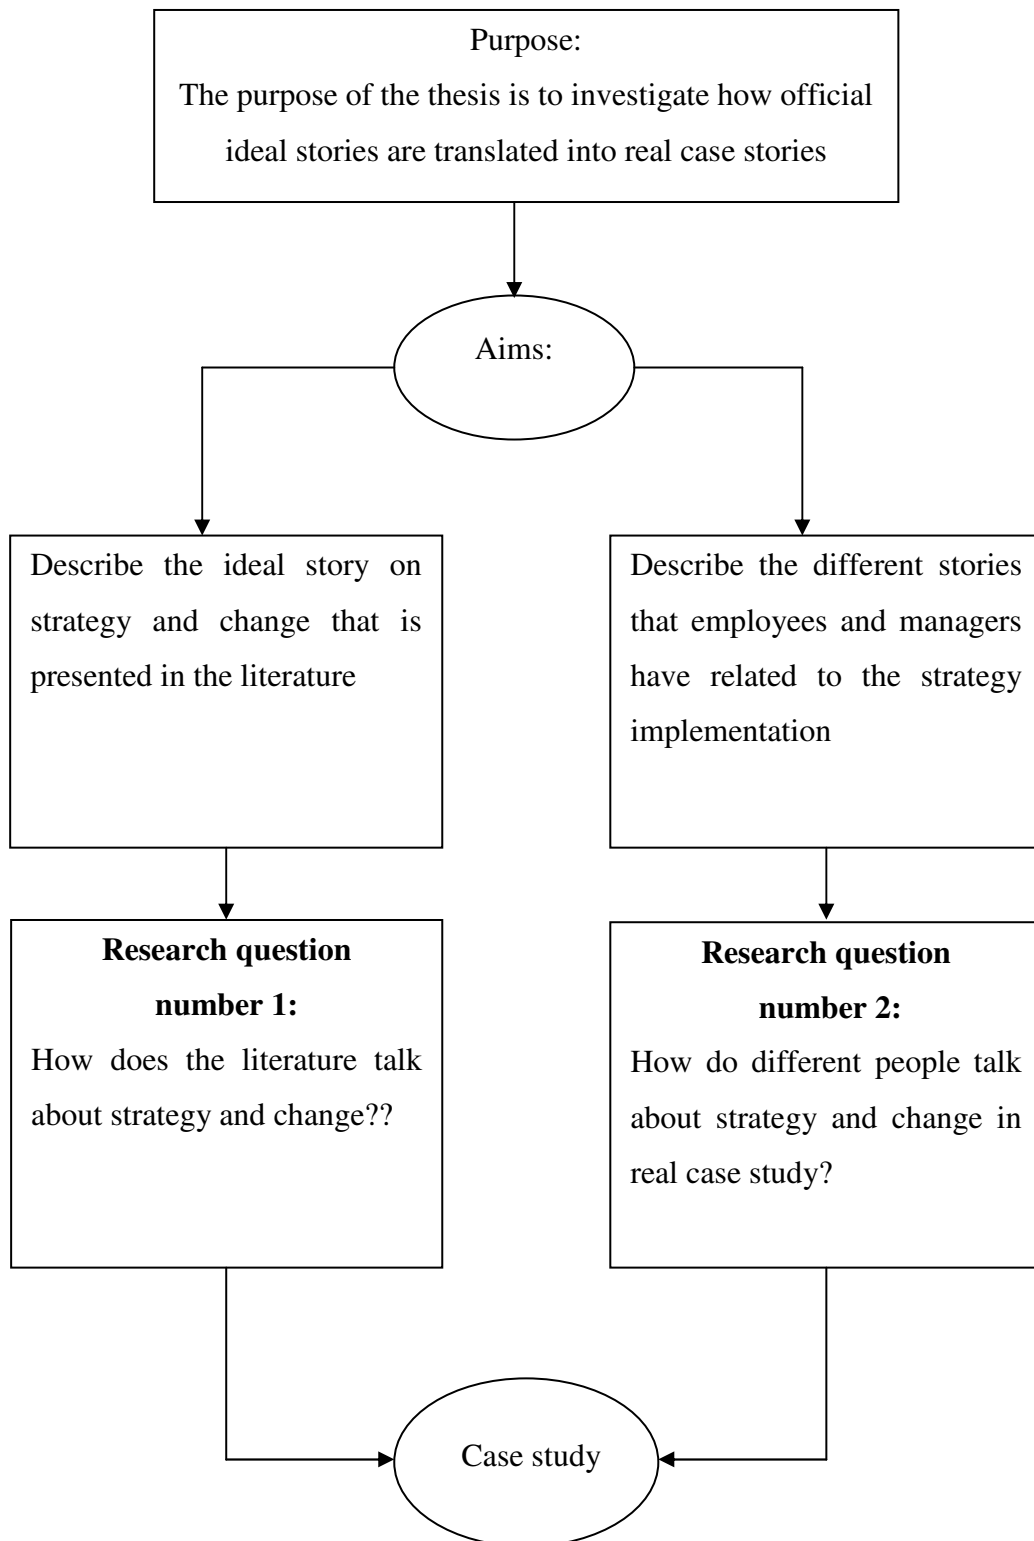 Purpose:
The purpose of the thesis is to investigate how official
ideal stories are translated into real case stories
Aims:
Describe the ideal story on
strategy and change that is
presented in the literature
Describe the different stories
that employees and managers
have related to the strategy
implementation
Research question
number 1:
How does the literature talk
about strategy and change??
Research question
number 2:
How do different people talk
about strategy and change in
real case study?
Case study